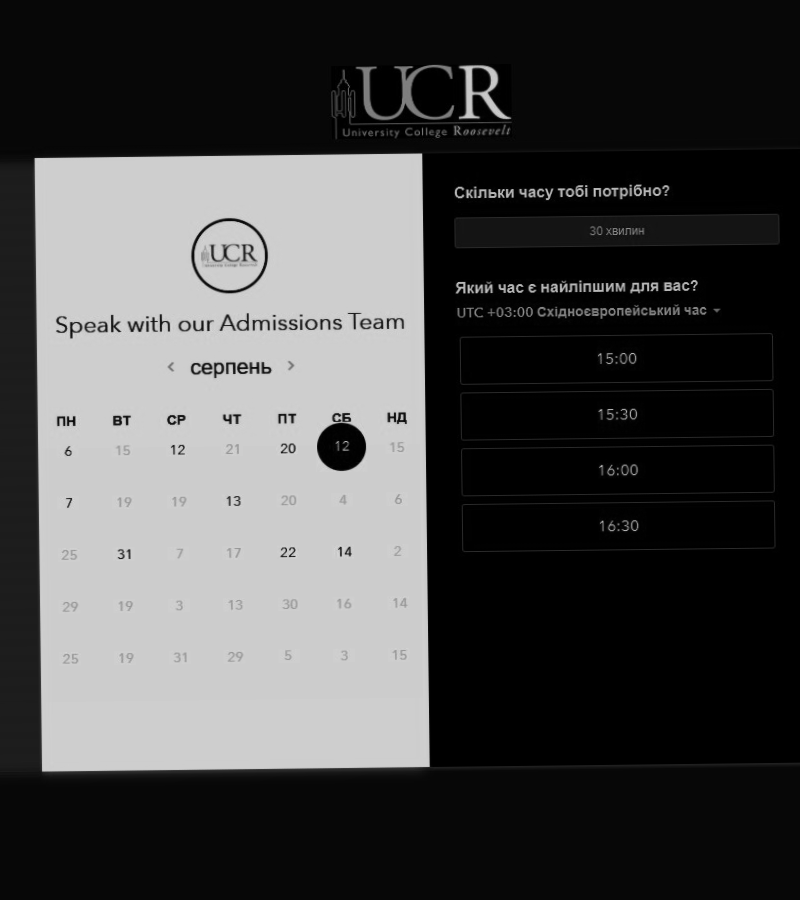 UCR
University College Roosevelt
UCR
Speak with our Admissions Team
серпень
ПН ВТ СР ЧТ ПТ СБ НД
6 15 12 21 20 12 15
7 19 19 13 20 4 6
25 31 7 17 22 14 2
29 19 3 13 30 16 14
25 19 31 29 5 3 15
Скільки часу тобі потрібно?
30 хвилин
Який час є найліпшим для вас?
UTC +03:00 Східноєвропейський час
15:00
15:30
16:00
16:30